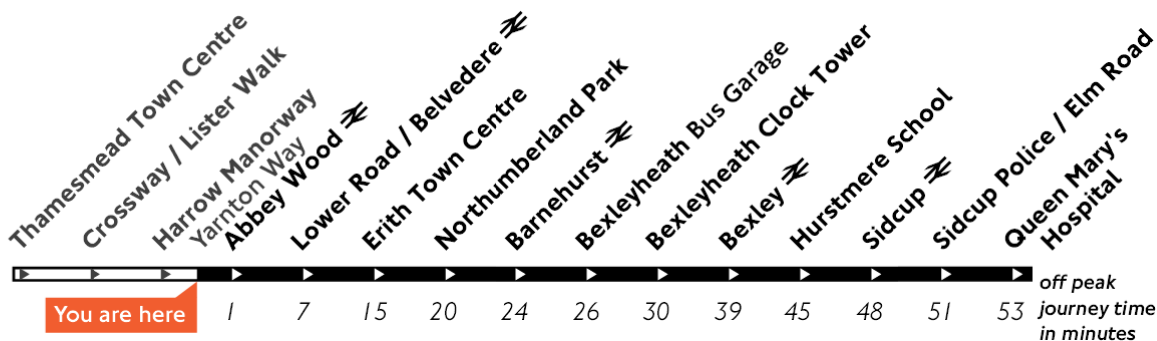 Thamesmead Town Centre
Crossway / Lister Walk
Harrow Manorway
Yarnton Way
Abbey Wood
Lower Road / Belvedere
Erith Town Centre
Northumberland Park
Barnehurst
Bexleyheath Bus Garage
Bexleyheath Clock Tower
Bexley
Hurstmere School
Sidcup
Sidcup Police / Elm Road
Queen Mary's
Hospital
You are here
1 7 15 20 24 26 30 39 45 48 51 53
off peak
journey time
in minutes